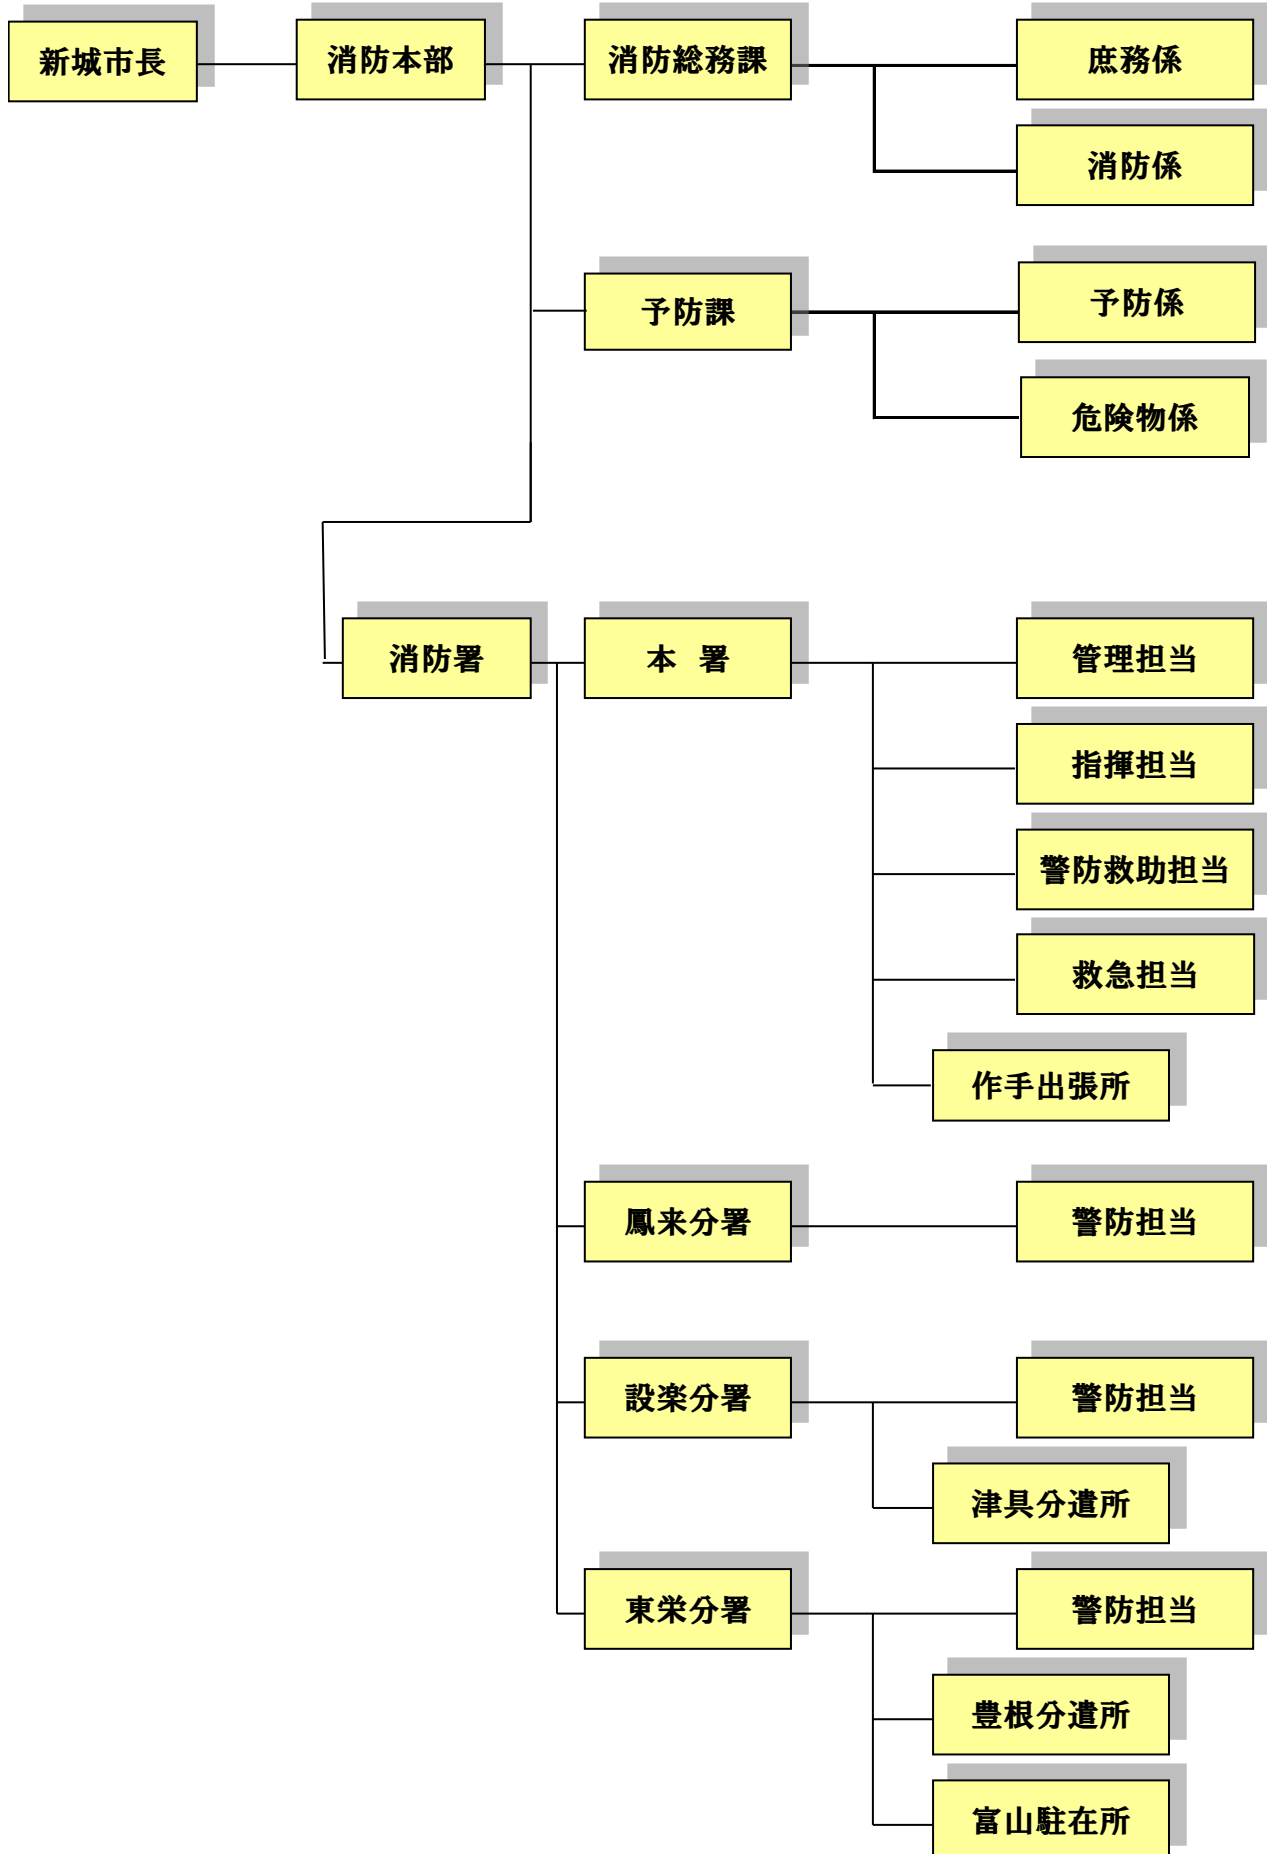 新城市長
消防本部
消防総務課
庶務係
消防係
予防課
予防係
危険物係
消防署
本 署
管理担当
指揮担当
警防救助担当
救急担当
作手出張所
鳳来分署
警防担当
設楽分署
警防担当
津具分遣所
東栄分署
警防担当
豊根分遣所
富山駐在所